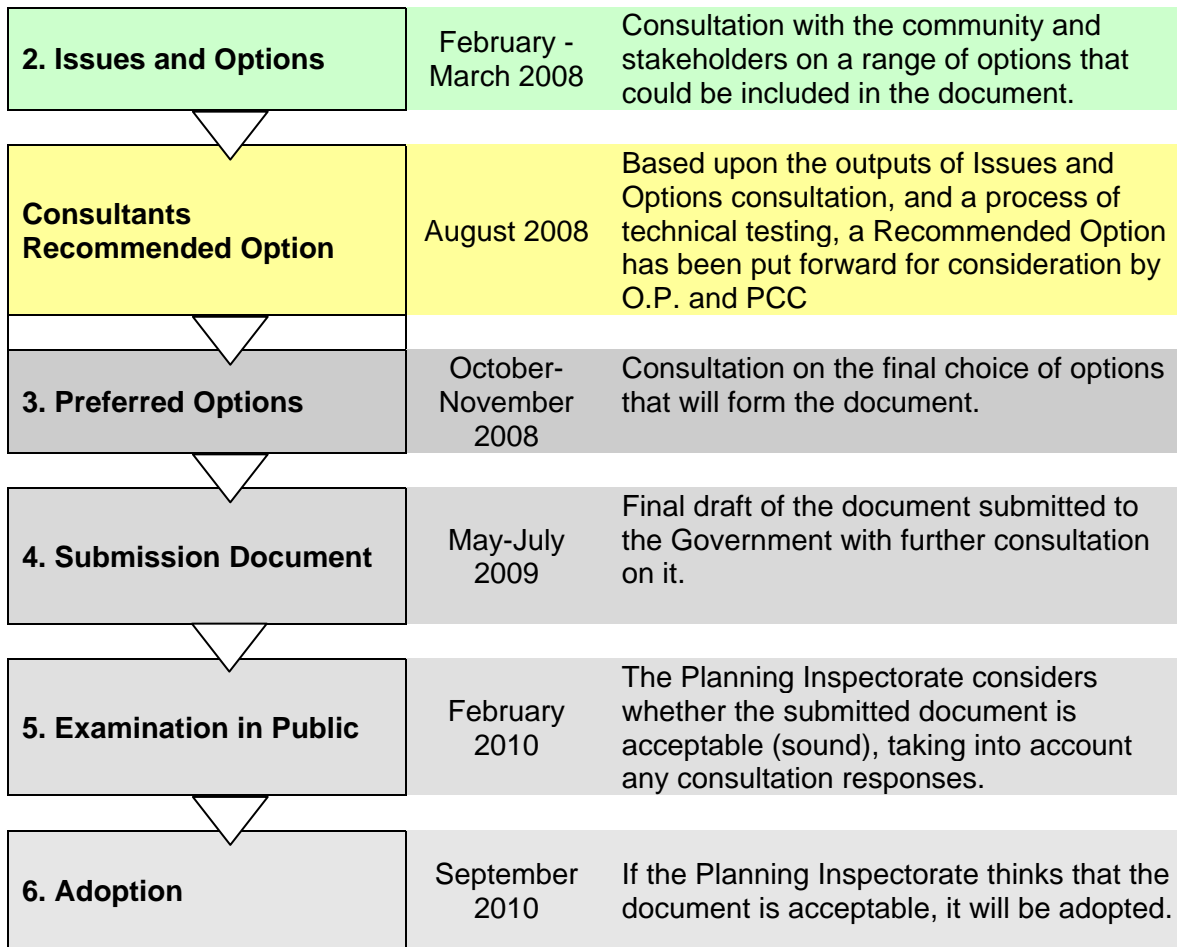 2. Issues and Options
February -
March 2008
Consultation with the community and
stakeholders on a range of options that
could be included in the document.
Consultants
Recommended Option
August 2008
Based upon the outputs of Issues and
Options consultation, and a process of
technical testing, a Recommended Option
has been put forward for consideration by
O.P. and PCC
3. Preferred Options
October-
November
2008
Consultation on the final choice of options
that will form the document.
4. Submission Document
May-July
2009
Final draft of the document submitted to
the Government with further consultation
on it.
5. Examination in Public
February
2010
The Planning Inspectorate considers
whether the submitted document is
acceptable (sound), taking into account
any consultation responses.
6. Adoption
September
2010
If the Planning Inspectorate thinks that the
document is acceptable, it will be adopted.